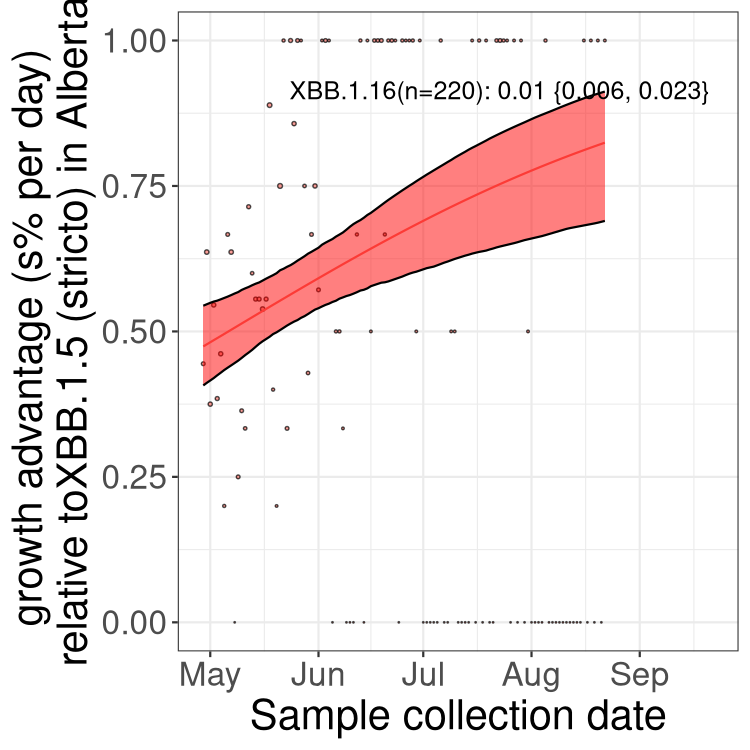 growth advantage (s% per day)
relative toXBB.1.5 (stricto) in Alberta
1.00
0.75
0.50
0.25
0.00
XBB.1.16(n=220): 0.01 {0.006, 0.023}
May Jun Jul Aug Sep
Sample collection date